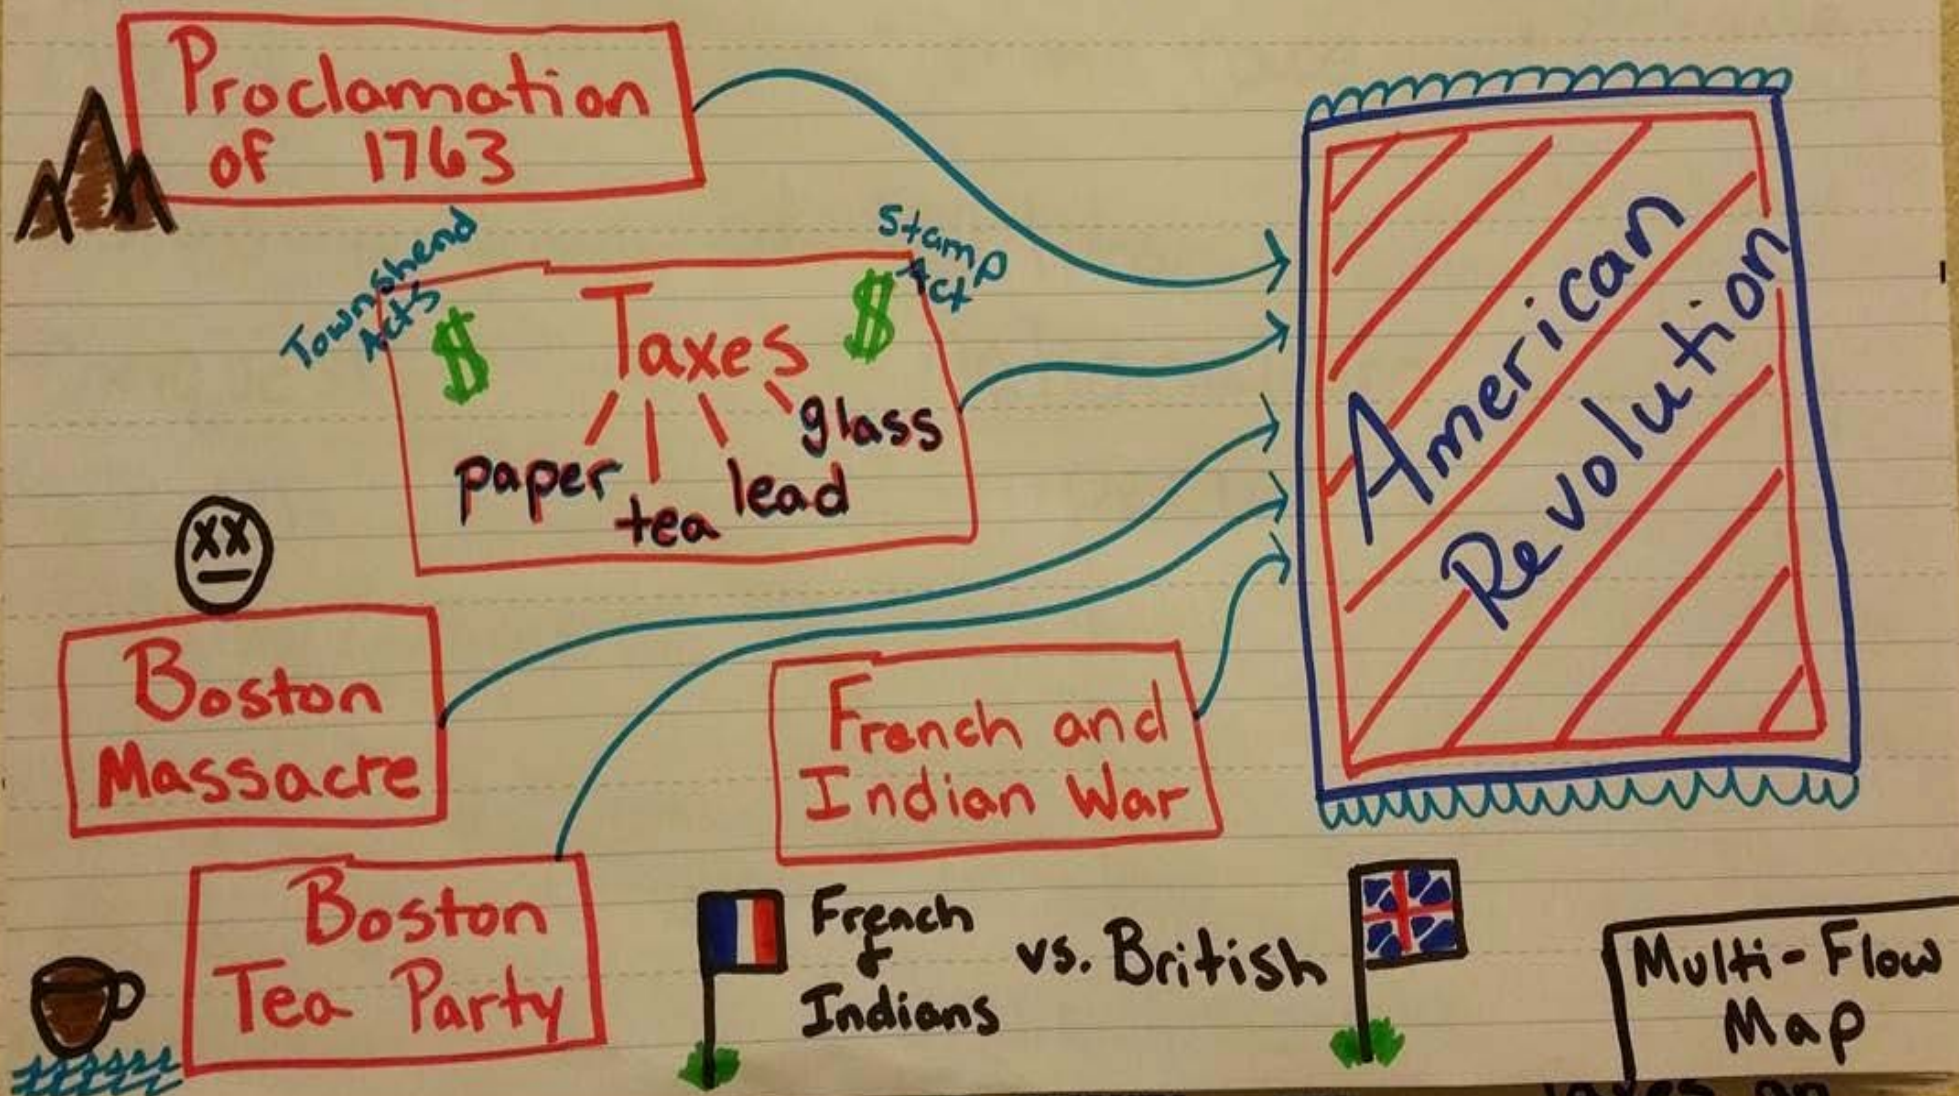 Proclamation
of 1763
Townshend
Acts
Stamp
Act
$
$
Taxes
glass
paper
lead
tea
American
Revolution
XX
Boston
Massacre
French and
Indian War
Boston
Tea Party
French
&
Indians
vs. British
Multi-Flow
Map